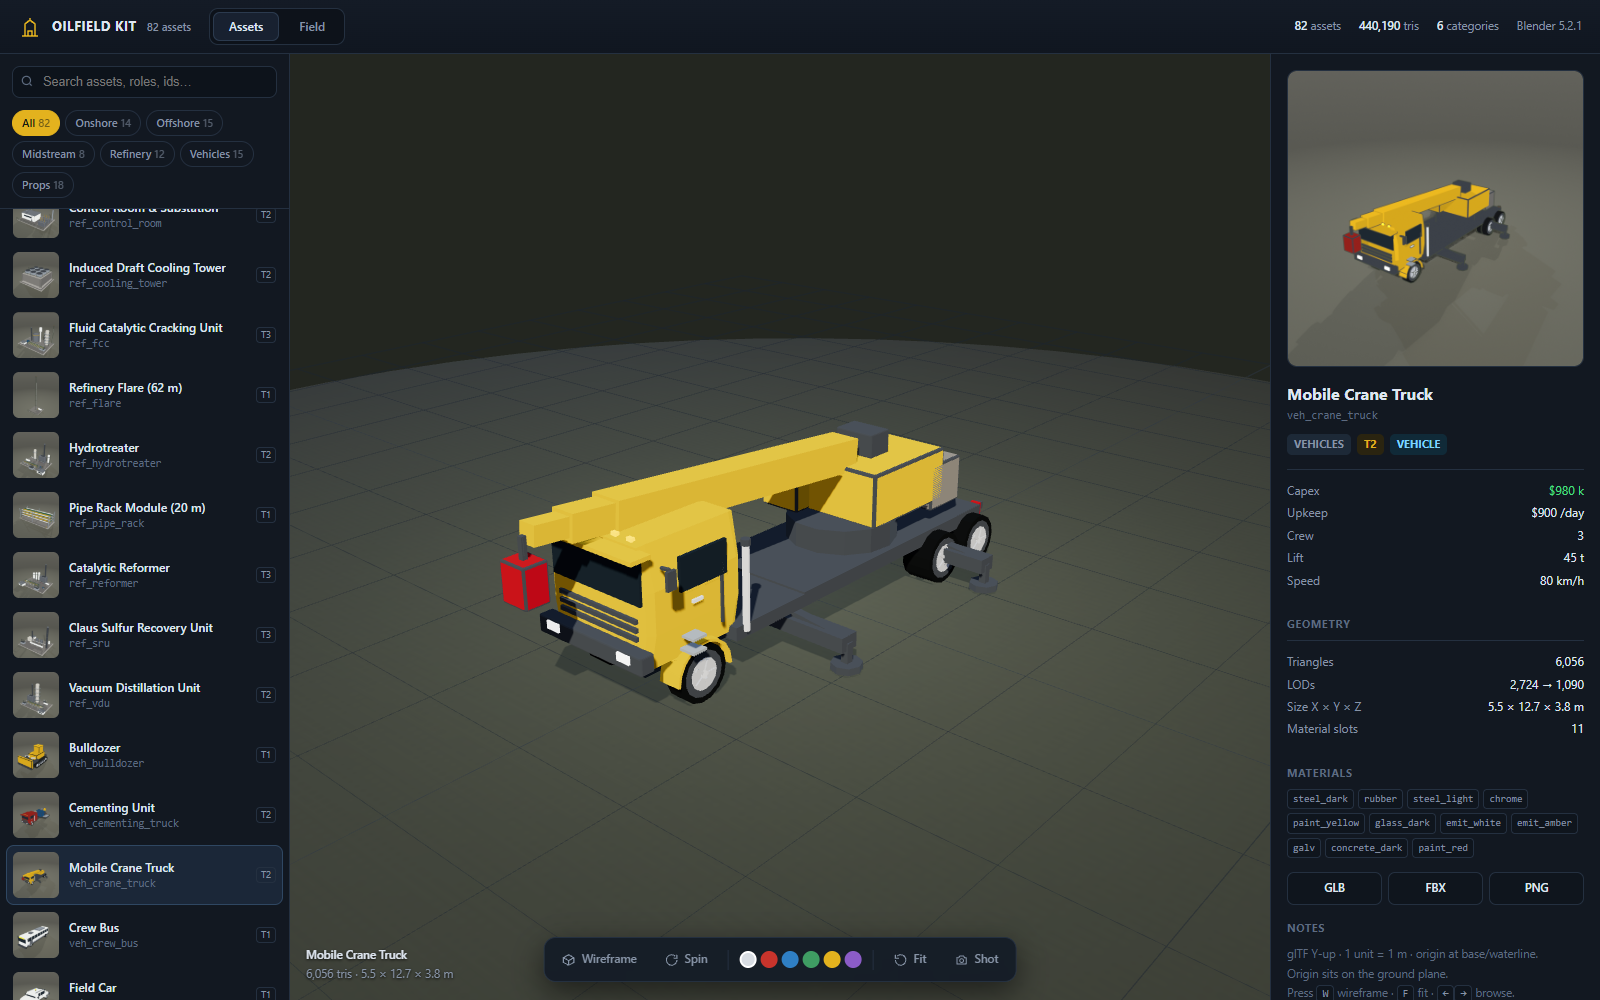 OILFIELD KIT 82 assets Assets Field 82 assets 440,190 tris 6 categories Blender 5.2.1
Search assets, roles, ids...
All 82 Onshore 14 Offshore 15
Midstream 8 Refinery 12 Vehicles 15
Props 18
Control Room & Substation
ref_control_room
T2
Induced Draft Cooling Tower
ref_cooling_tower
T2
Fluid Catalytic Cracking Unit
ref_fcc
T3
Refinery Flare (62 m)
ref_flare
T1
Hydrotreater
ref_hydrotreater
T2
Pipe Rack Module (20 m)
ref_pipe_rack
T1
Catalytic Reformer
ref_reformer
T3
Claus Sulfur Recovery Unit
ref_sru
T3
Vacuum Distillation Unit
ref_vdu
T2
Bulldozer
veh_bulldozer
T1
Cementing Unit
veh_cementing_truck
T2
Mobile Crane Truck
veh_crane_truck
T2
Crew Bus
veh_crew_bus
T1
Field Car
T1
Mobile Crane Truck
6,056 tris · 5.5 × 12.7 × 3.8 m
Wireframe Spin Fit Shot
Mobile Crane Truck
veh_crane_truck
VEHICLES T2 VEHICLE
Capex $980 k
Upkeep $900 /day
Crew 3
Lift 45 t
Speed 80 km/h
GEOMETRY
Triangles 6,056
LODs 2,724 → 1,090
Size X × Y × Z 5.5 × 12.7 × 3.8 m
Material slots 11
MATERIALS
steel_dark rubber steel_light chrome
paint_yellow glass_dark emit_white emit_amber
galv concrete_dark paint_red
GLB FBX PNG
NOTES
glTF Y-up · 1 unit = 1 m · origin at base/waterline.
Origin sits on the ground plane.
Press W wireframe · F fit · ← → browse.